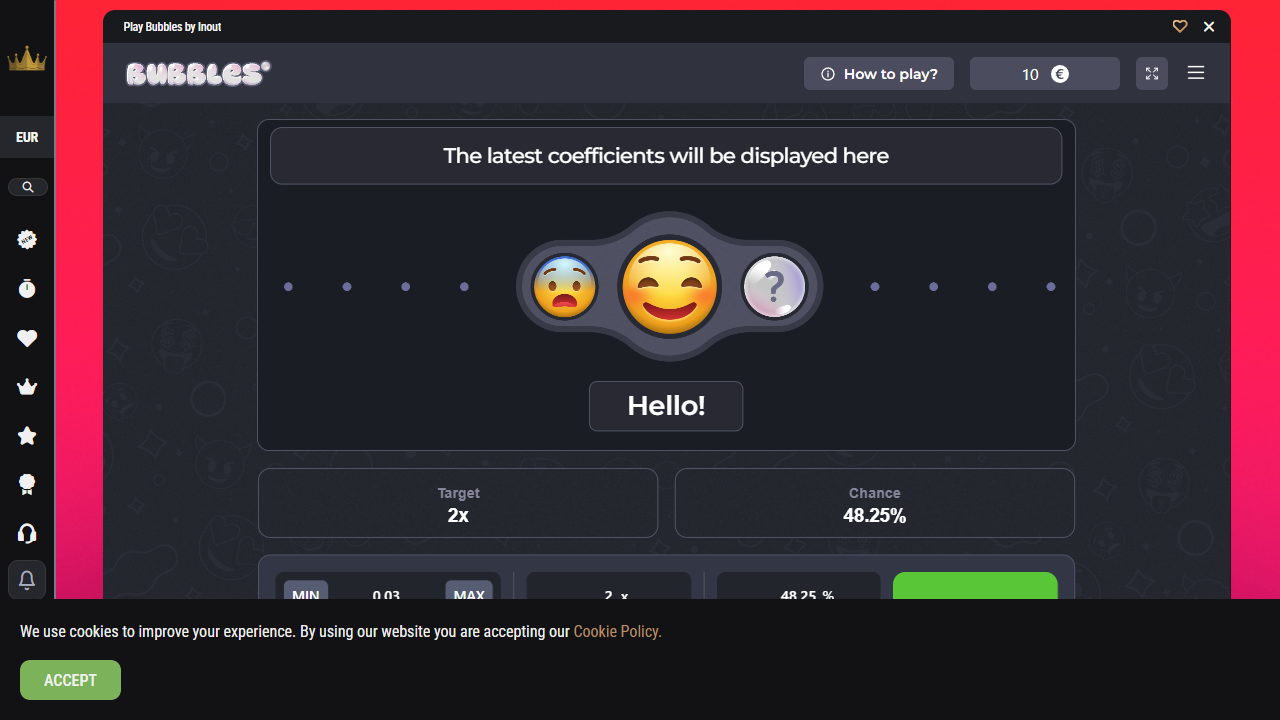 Play Bubbles by Inout
BUBBLES
How to play?
10 €
EUR
NEW
The latest coefficients will be displayed here
?
Hello!
Target
2x
Chance
48.25%
MIN
0.03
MAX
2 x
48.25 %
We use cookies to improve your experience. By using our website you are accepting our Cookie Policy.
ACCEPT